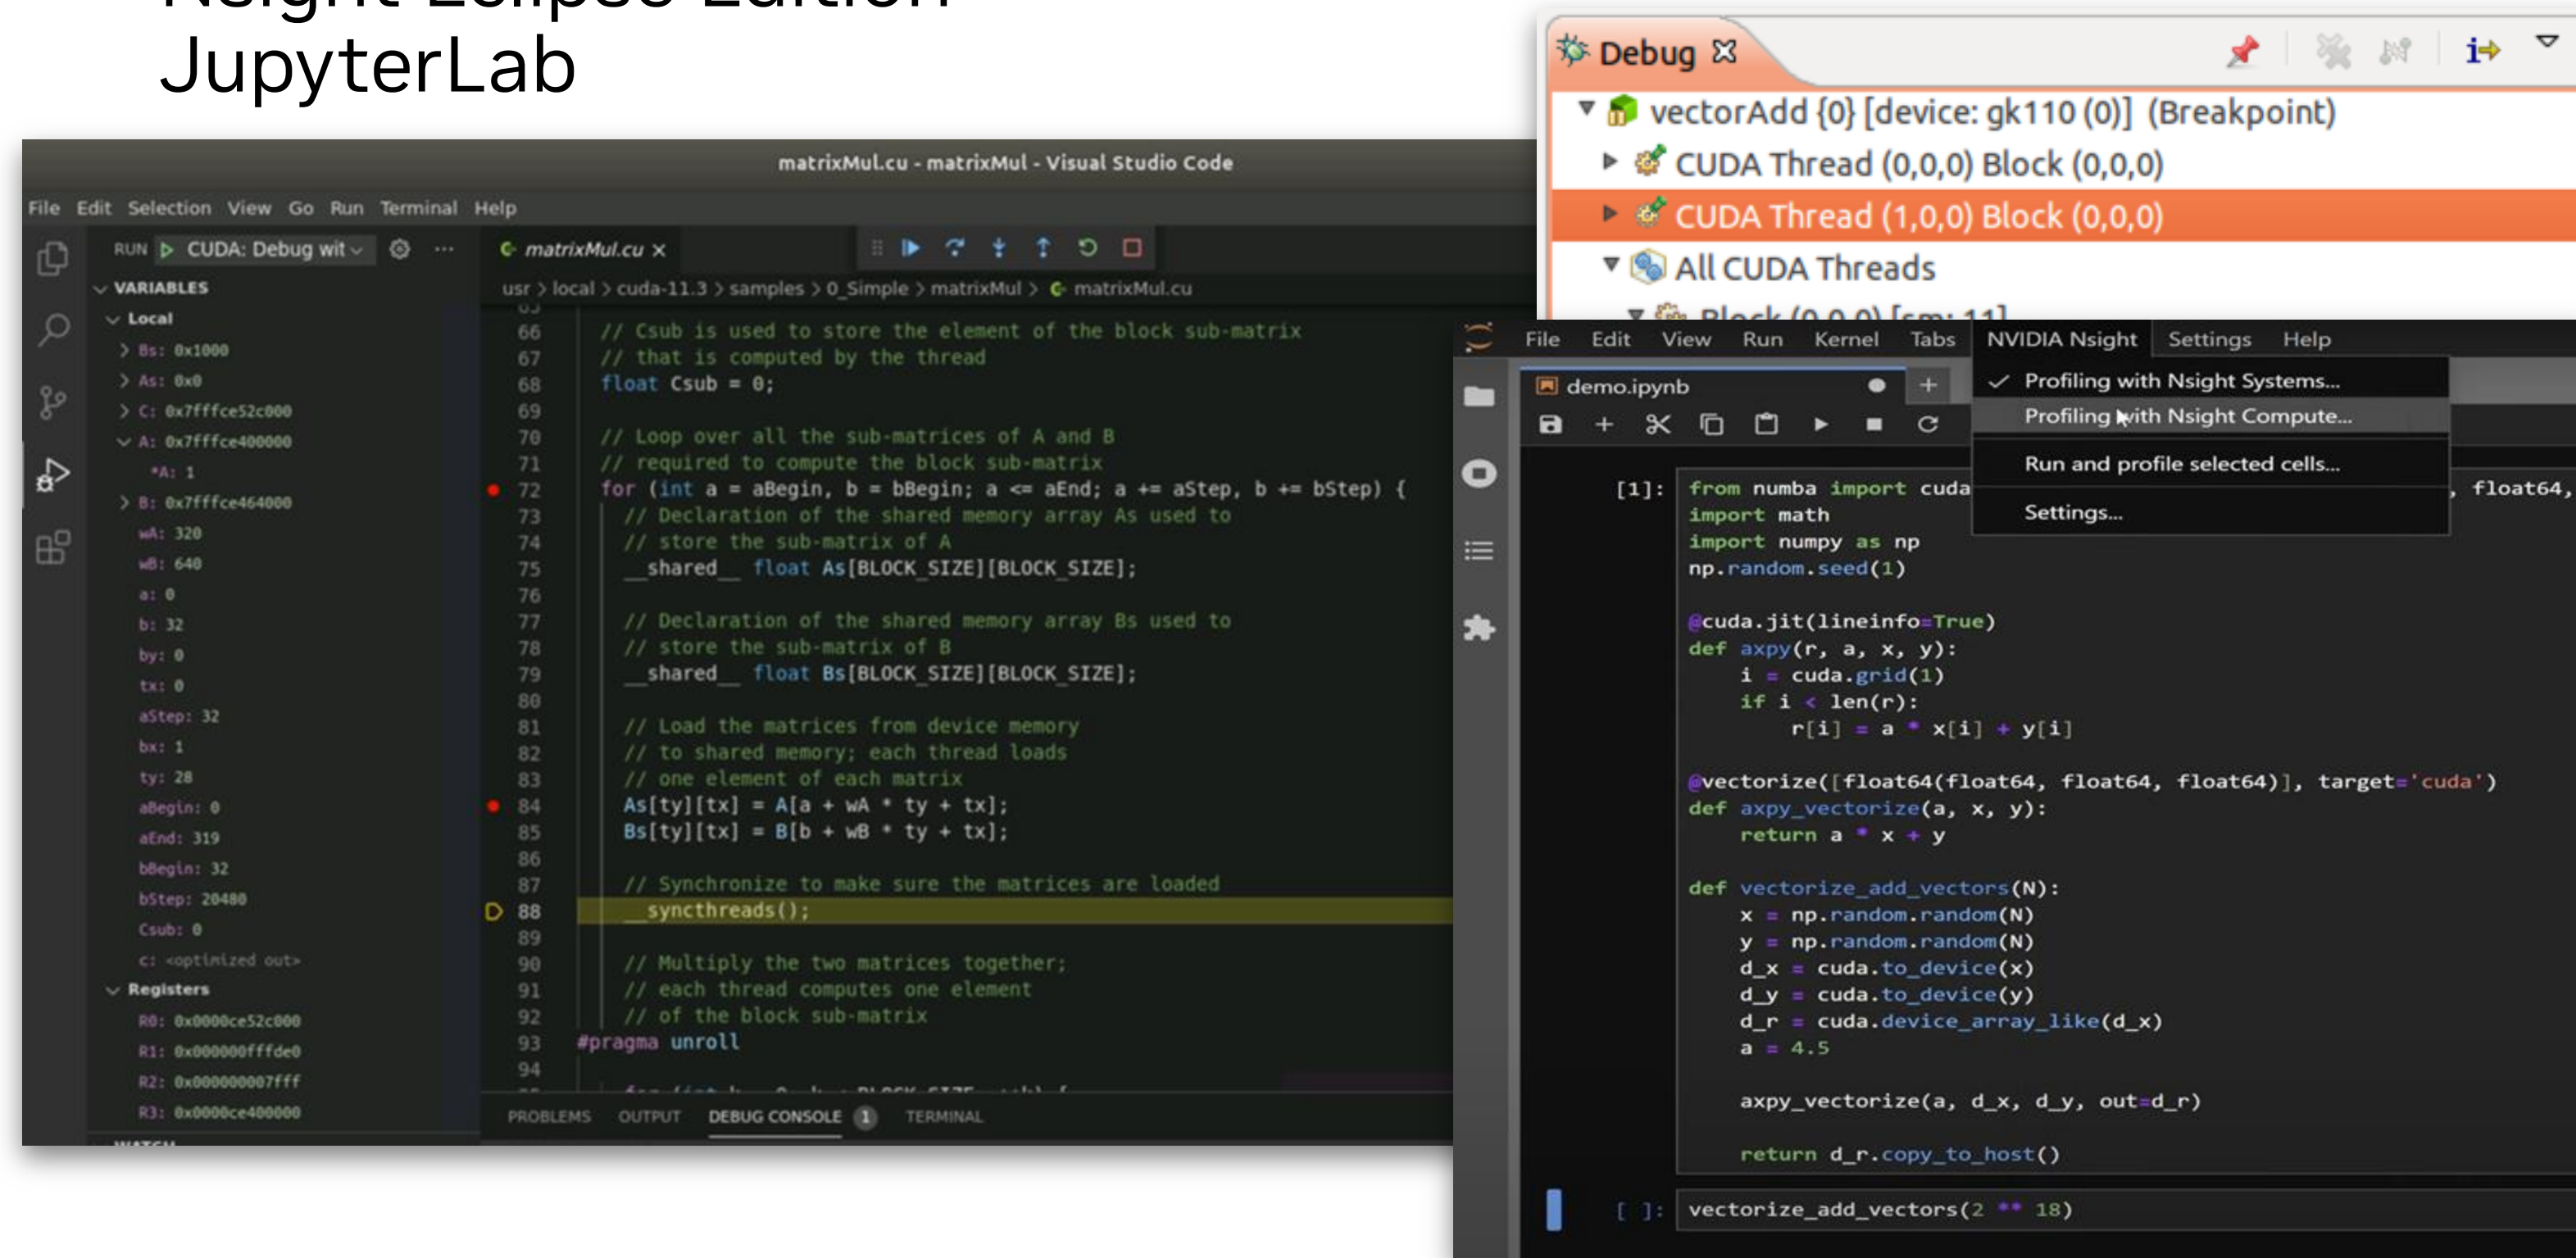 Nsight Eclipse Edition
JupyterLab
matrixMul.cu - matrixMul - Visual Studio Code
File Edit Selection View Go Run Terminal Help
RUN CUDA: Debug wit
VARIABLES
Local
Bs: 0x1000
As: 0x0
C: 0x7fffce52c000
A: 0x7fffce400000
*A: 1
B: 0x7fffce464000
wA: 320
wB: 640
a: 0
b: 32
by: 0
tx: 0
aStep: 32
bx: 1
ty: 28
aBegin: 0
aEnd: 319
bBegin: 32
bStep: 20480
Csub: 0
c: <optimized out>
Registers
R0: 0x0000ce52c000
R1: 0x000000fffde0
R2: 0x000000007fff
R3: 0x0000ce400000
WATCH
matrixMul.cu
usr > local > cuda-11.3 > samples > 0_Simple > matrixMul > matrixMul.cu
65
66 // Csub is used to store the element of the block sub-matrix
67 // that is computed by the thread
68 float Csub = 0;
69
70 // Loop over all the sub-matrices of A and B
71 // required to compute the block sub-matrix
72 for (int a = aBegin, b = bBegin; a <= aEnd; a += aStep, b += bStep) {
73 // Declaration of the shared memory array As used to
74 // store the sub-matrix of A
75 __shared__ float As[BLOCK_SIZE][BLOCK_SIZE];
76
77 // Declaration of the shared memory array Bs used to
78 // store the sub-matrix of B
79 __shared__ float Bs[BLOCK_SIZE][BLOCK_SIZE];
80
81 // Load the matrices from device memory
82 // to shared memory; each thread loads
83 // one element of each matrix
84 As[ty][tx] = A[a + wA * ty + tx];
85 Bs[ty][tx] = B[b + wB * ty + tx];
86
87 // Synchronize to make sure the matrices are loaded
88 __syncthreads();
89
90 // Multiply the two matrices together;
91 // each thread computes one element
92 // of the block sub-matrix
93 #pragma unroll
94
PROBLEMS OUTPUT DEBUG CONSOLE 1 TERMINAL
Debug
vectorAdd {0} [device: gk110 (0)] (Breakpoint)
CUDA Thread (0,0,0) Block (0,0,0)
CUDA Thread (1,0,0) Block (0,0,0)
All CUDA Threads
Block (0,0,0) [sm: 11]
File Edit View Run Kernel Tabs NVIDIA Nsight Settings Help
demo.ipynb
Profiling with Nsight Systems...
Profiling with Nsight Compute...
Run and profile selected cells...
Settings...
[1]: from numba import cuda , float64,
import math
import numpy as np
np.random.seed(1)
@cuda.jit(lineinfo=True)
def axpy(r, a, x, y):
i = cuda.grid(1)
if i < len(r):
r[i] = a * x[i] + y[i]
@vectorize([float64(float64, float64, float64)], target='cuda')
def axpy_vectorize(a, x, y):
return a * x + y
def vectorize_add_vectors(N):
x = np.random.random(N)
y = np.random.random(N)
d_x = cuda.to_device(x)
d_y = cuda.to_device(y)
d_r = cuda.device_array_like(d_x)
a = 4.5
axpy_vectorize(a, d_x, d_y, out=d_r)
return d_r.copy_to_host()
[ ]: vectorize_add_vectors(2 ** 18)